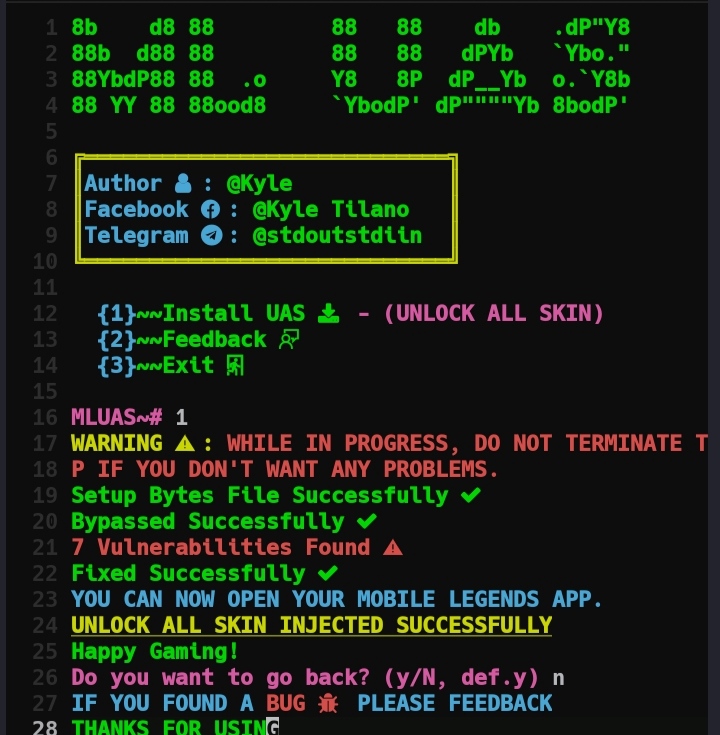 1 8b     d8 88         88   88    db    .dP"Y8
2 88b   d88 88         88   88   dPYb   `Ybo."
3 88YbdP88 88  .o     Y8   8P  dP__Yb  o.`Y8b
4 88 YY 88 88ood8     `YbodP' dP""""Yb 8bodP'
5
6
7 Author : @Kyle
8 Facebook : @Kyle Tilano
9 Telegram : @stdoutstdiin
10
11
12 {1}~~Install UAS - (UNLOCK ALL SKIN)
13 {2}~~Feedback
14 {3}~~Exit
15
16 MLUAS~# 1
17 WARNING : WHILE IN PROGRESS, DO NOT TERMINATE T
18 P IF YOU DON'T WANT ANY PROBLEMS.
19 Setup Bytes File Successfully ✔
20 Bypassed Successfully ✔
21 7 Vulnerabilities Found ⚠
22 Fixed Successfully ✔
23 YOU CAN NOW OPEN YOUR MOBILE LEGENDS APP.
24 UNLOCK ALL SKIN INJECTED SUCCESSFULLY
25 Happy Gaming!
26 Do you want to go back? (y/N, def.y) n
27 IF YOU FOUND A BUG PLEASE FEEDBACK
28 THANKS FOR USING